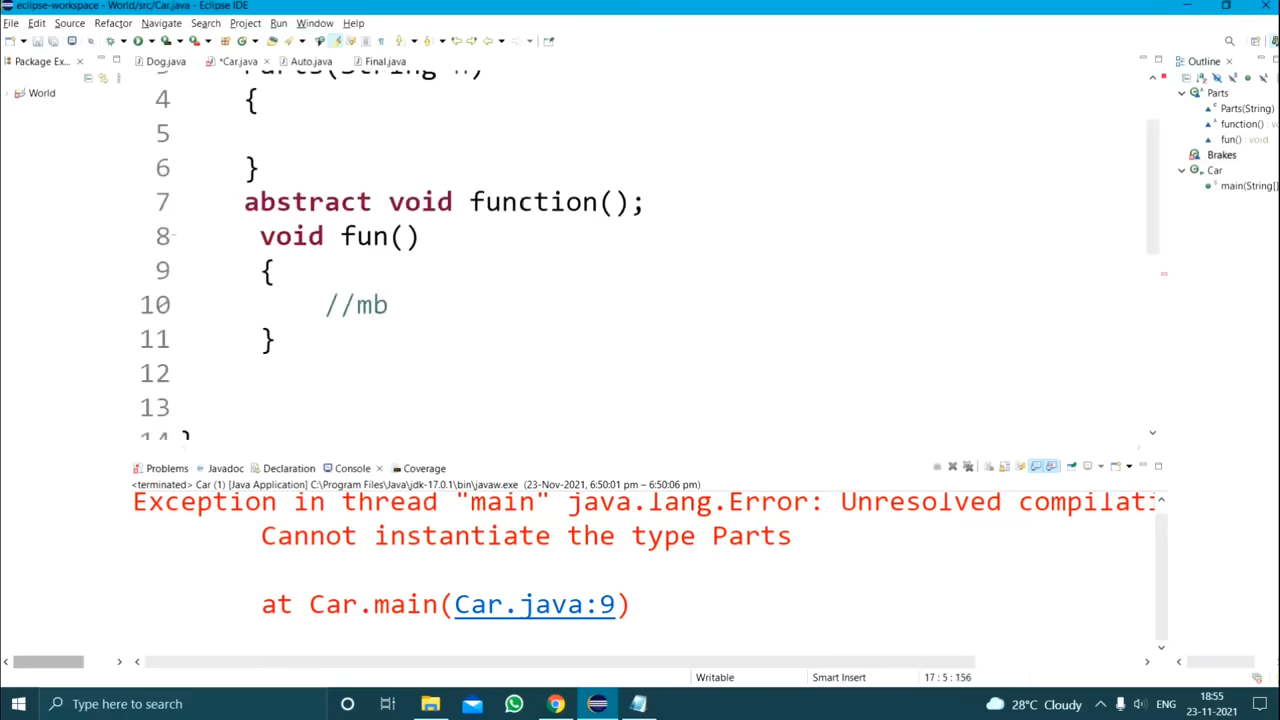 eclipse-workspace - World/src/Car.java - Eclipse IDE
File Edit Source Refactor Navigate Search Project Run Window Help
Package Ex... Dog.java *Car.java Auto.java Final.java Outline
World
Parts
Parts(String)
function() : v
fun() : void
Brakes
Car
main(String[]
4 {
5
6 }
7 abstract void function();
8 void fun()
9 {
10 //mb
11 }
12
13
14 }
Problems Javadoc Declaration Console Coverage
<terminated> Car (1) [Java Application] C:\Program Files\Java\jdk-17.0.1\bin\javaw.exe (23-Nov-2021, 6:50:01 pm – 6:50:06 pm)
Exception in thread "main" java.lang.Error: Unresolved compilati
Cannot instantiate the type Parts
at Car.main(Car.java:9)
Writable Smart Insert 17 : 5 : 156
Type here to search 28°C Cloudy ENG 18:55
23-11-2021